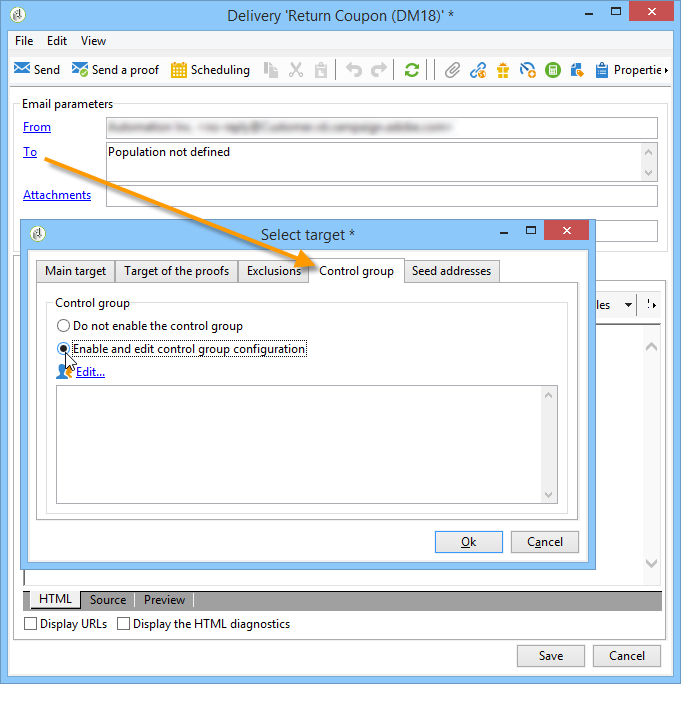 Delivery 'Return Coupon (DM18)' *
File Edit View
Send Send a proof Scheduling Propertie
Email parameters
From
To Population not defined
Attachments
Select target *
Main target Target of the proofs Exclusions Control group Seed addresses
Control group
les
Do not enable the control group
Enable and edit control group configuration
Edit...
Ok Cancel
HTML Source Preview
Display URLs Display the HTML diagnostics
Save Cancel